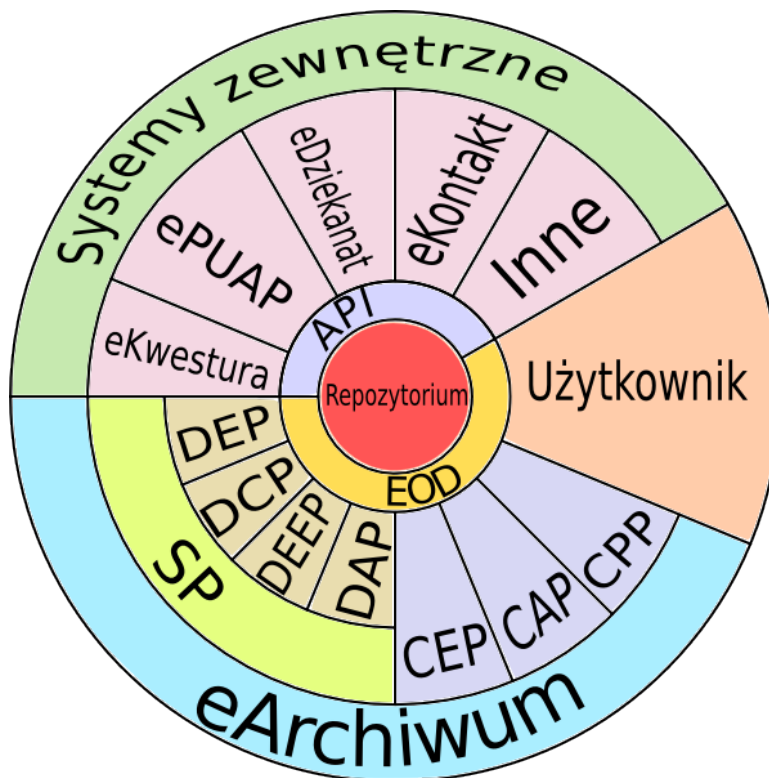 Systemy zewnętrzne
eKwestura
ePUAP
eDziekanat
eKontakt
Inne
API
Repozytorium
Użytkownik
EOD
DEP
DCP
DEEP
DAP
CEP
CAP
CPP
SP
eArchiwum